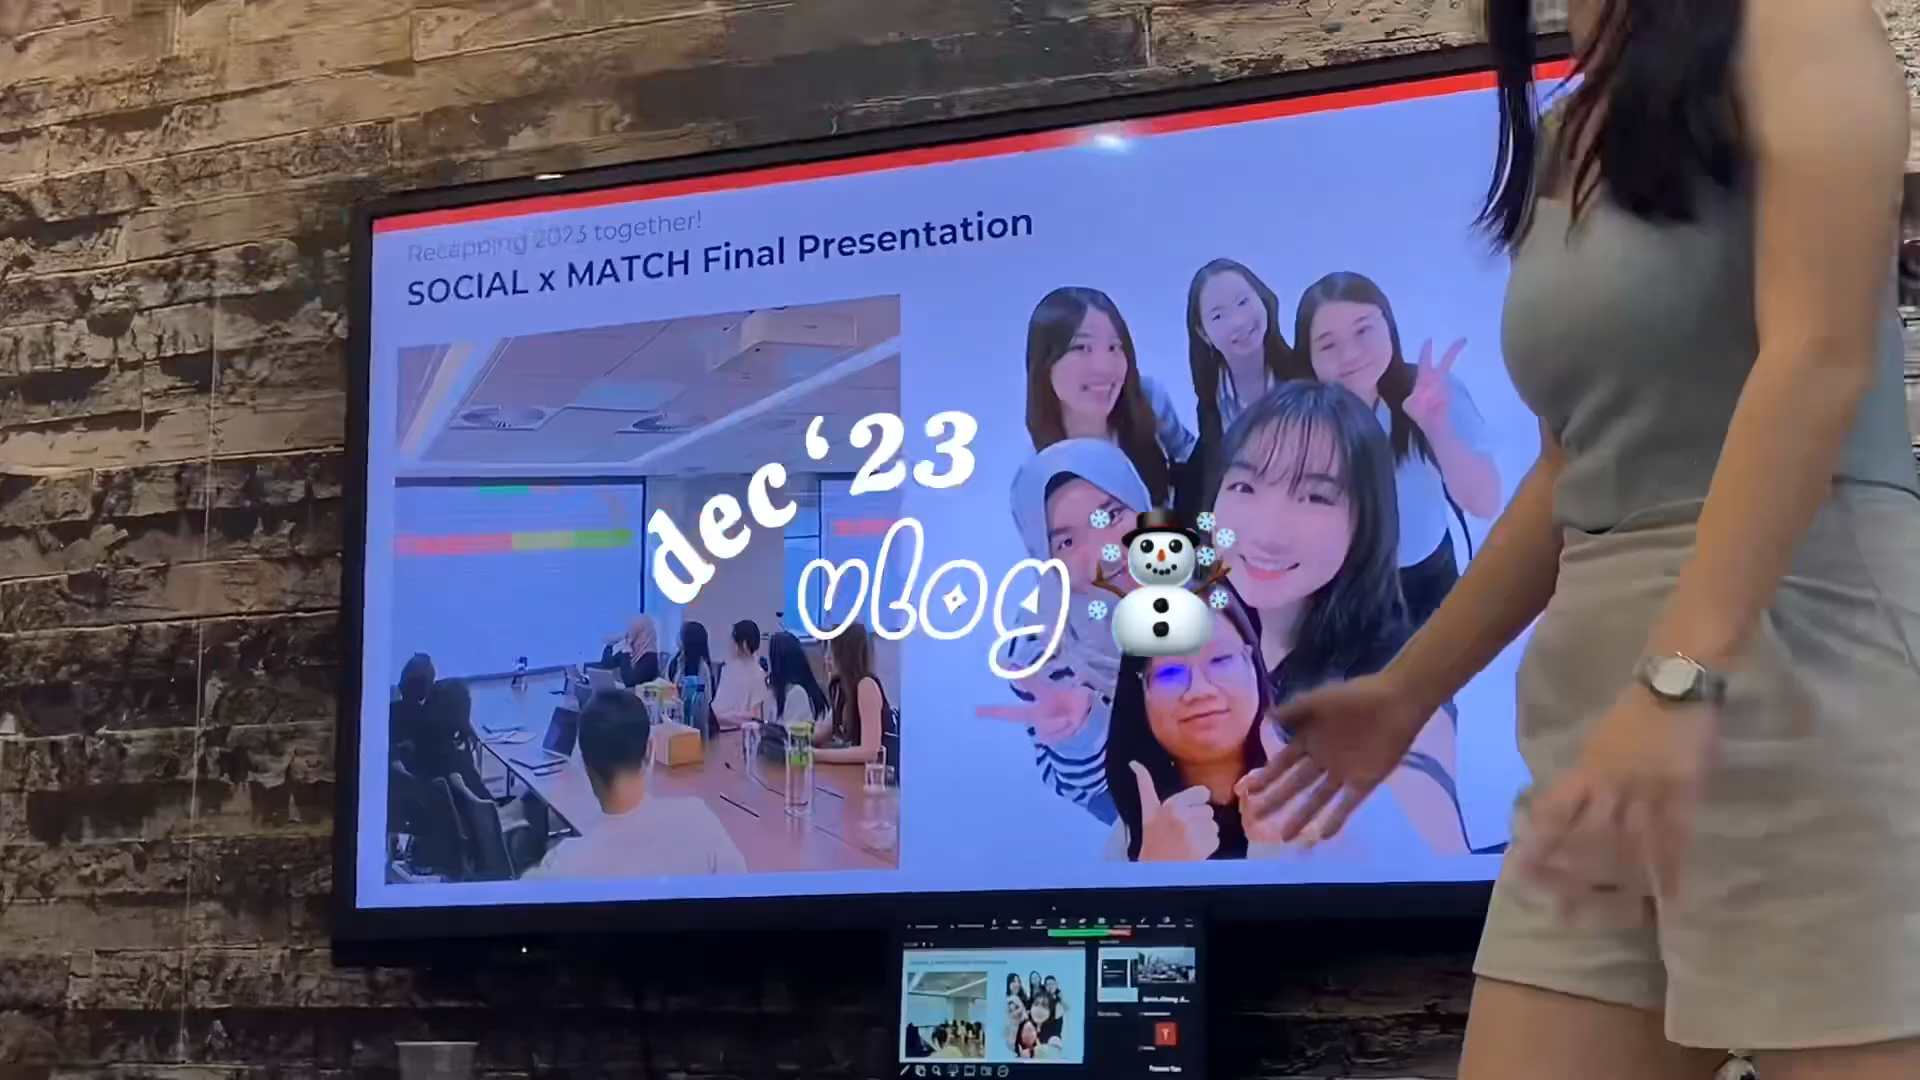 Recapping 2023 together!
SOCIAL x MATCH Final Presentation
dec ‘23
vlog
T